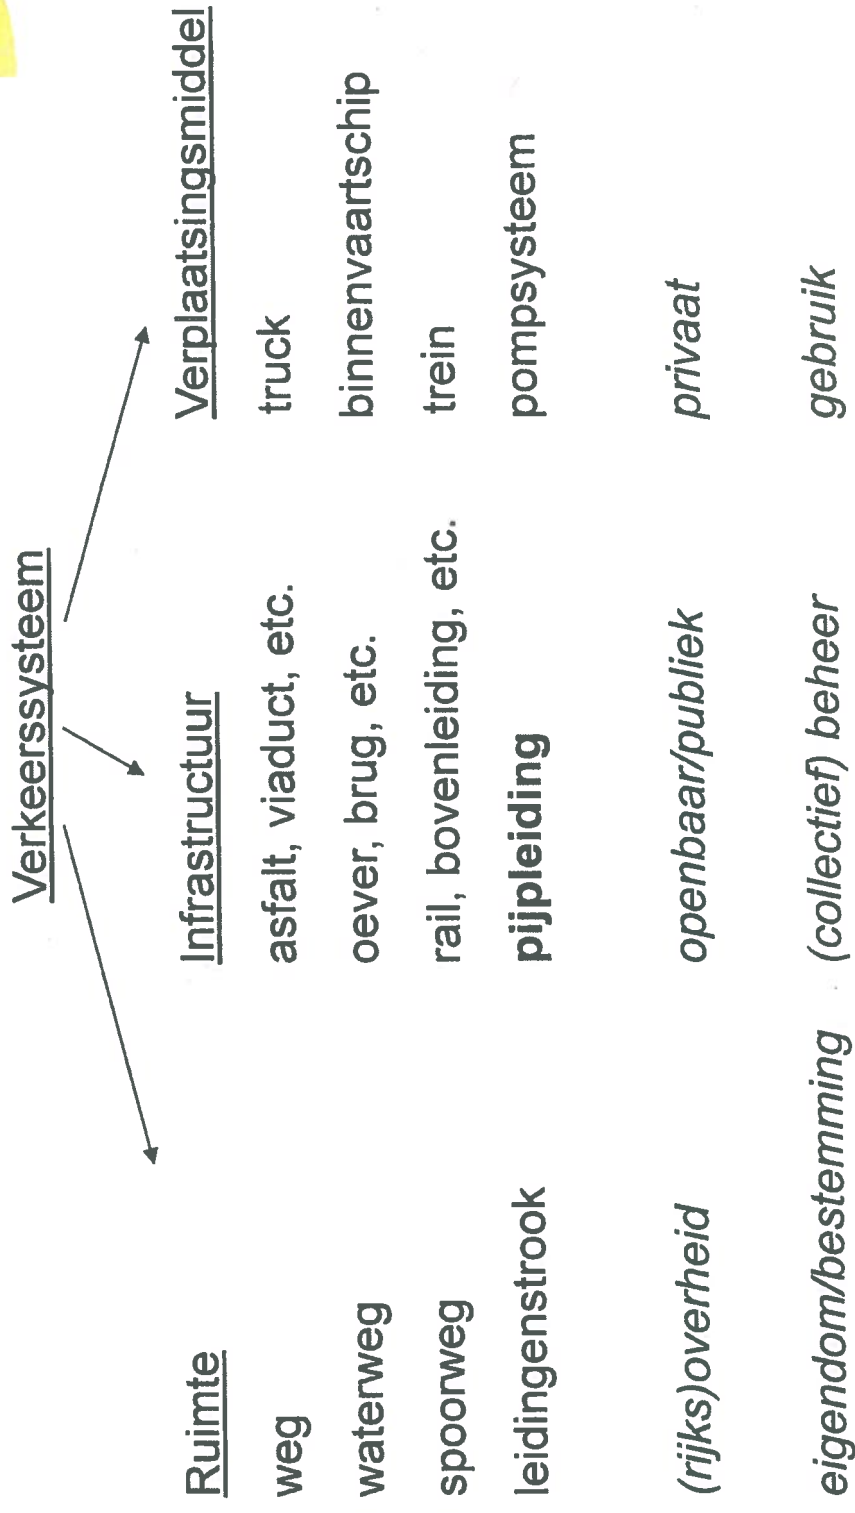 Verkeerssysteem
Ruimte Infrastructuur Verplaatsingsmiddel
weg asfalt, viaduct, etc. truck
waterweg oever, brug, etc. binnenvaartschip
spoorweg rail, bovenleiding, etc. trein
leidingenstrook pijpleiding pompsysteem
(rijks)overheid openbaar/publiek privaat
eigendom/bestemming (collectief) beheer gebruik